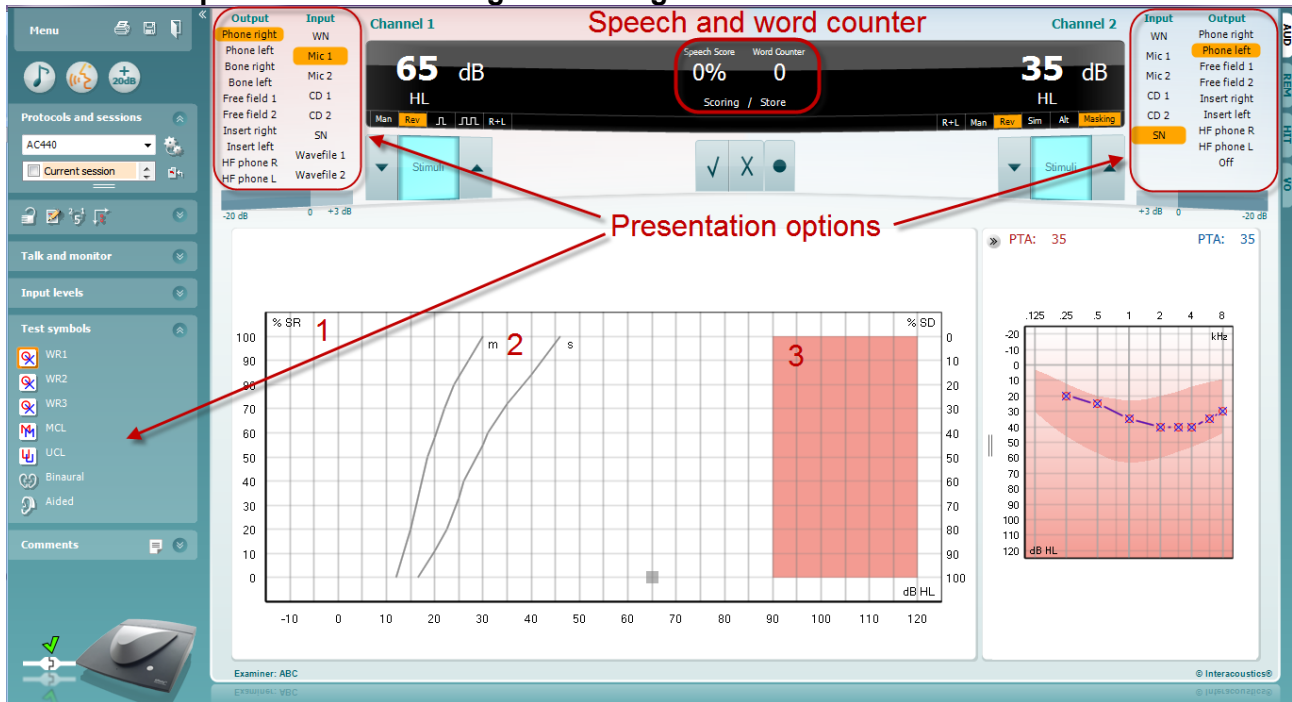 Menu
Output Input
Phone right WN
Phone left Mic 1
Bone right Mic 2
Bone left CD 1
Free field 1 CD 2
Free field 2 SN
Insert right Wavefile 1
Insert left Wavefile 2
HF phone R
HF phone L
Channel 1
Speech and word counter
Channel 2
65 dB
HL
Man Rev R+L
Speech Score Word Counter
0% 0
Scoring / Store
35 dB
HL
R+L Man Rev Sim Alt Masking
Input Output
WN Phone right
Mic 1 Phone left
Mic 2 Free field 1
CD 1 Free field 2
CD 2 Insert right
SN Insert left
HF phone R
HF phone L
Off
AUD
REM
HIT
VO
+20dB
Protocols and sessions
AC440
Current session
Talk and monitor
Input levels
Test symbols
WR1
WR2
WR3
MCL
UCL
Binaural
Aided
Comments
Stimuli
Stimuli
-20 dB 0 +3 dB
+3 dB 0 -20 dB
Presentation options
PTA: 35 PTA: 35
% SR 1 m 2 s 3 % SD
100 90 80 70 60 50 40 30 20 10 0
0 10 20 30 40 50 60 70 80 90 100
dB HL
-10 0 10 20 30 40 50 60 70 80 90 100 110 120
.125 .25 .5 1 2 4 8
kHz
-20 -10 0 10 20 30 40 50 60 70 80 90 100 110 120
dB HL
Examiner: ABC
© Interacoustics®